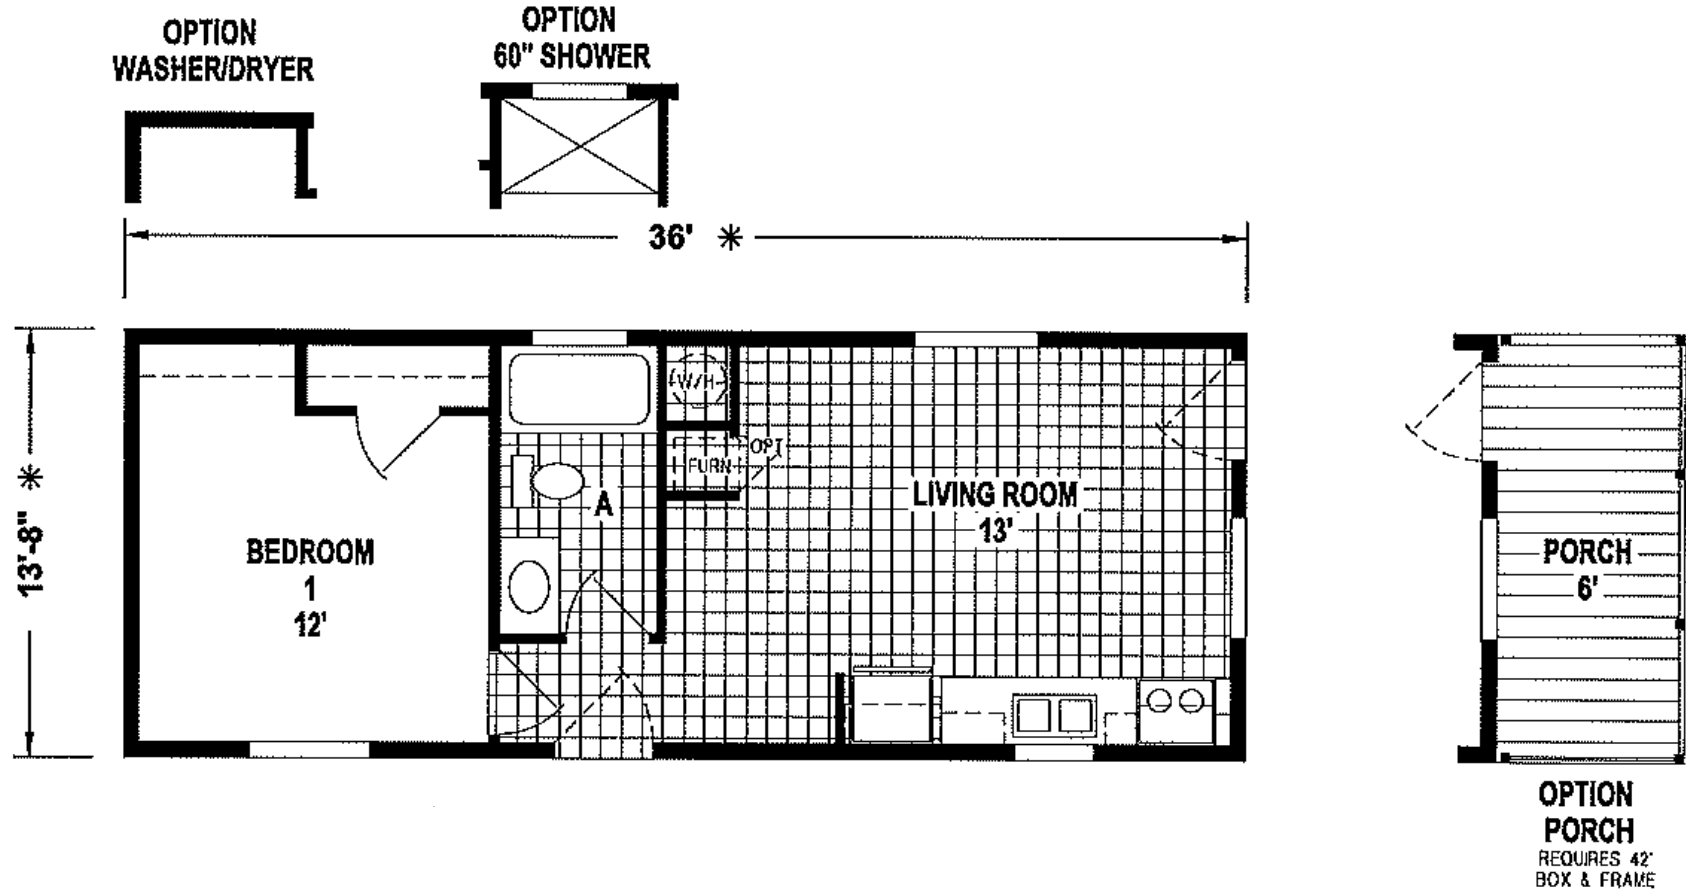 OPTION
WASHER/DRYER
OPTION
60" SHOWER
36' *
13'-8" *
W/H
OPT
FURN
A
BEDROOM
1
12'
LIVING ROOM
13'
PORCH
6'
OPTION
PORCH
REQUIRES 42'
BOX & FRAME